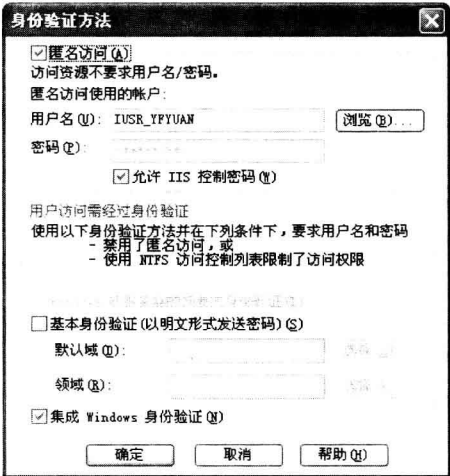 身份验证方法
匿名访问(A)
访问资源不要求用户名/密码。
匿名访问使用的帐户:
用户名(U): IUSR_YFYUAN 浏览(B)...
密码(P):
允许 IIS 控制密码(W)
用户访问需经过身份验证
使用以下身份验证方法并在下列条件下，要求用户名和密码
- 禁用了匿名访问，或
- 使用 NTFS 访问控制列表限制了访问权限
基本身份验证(以明文形式发送密码)(S)
默认域(D):
领域(R):
集成 Windows 身份验证(N)
确定 取消 帮助(H)